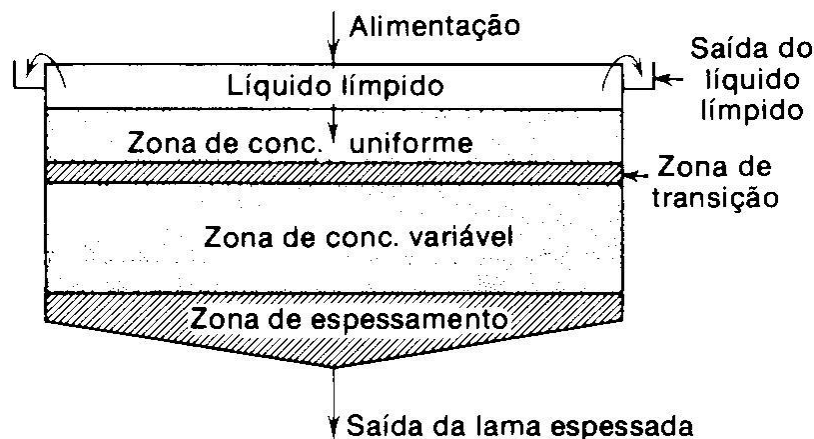 Alimentação
Saída do
líquido
límpido
Líquido límpido
Zona de conc. uniforme
Zona de
transição
Zona de conc. variável
Zona de espessamento
Saída da lama espessada